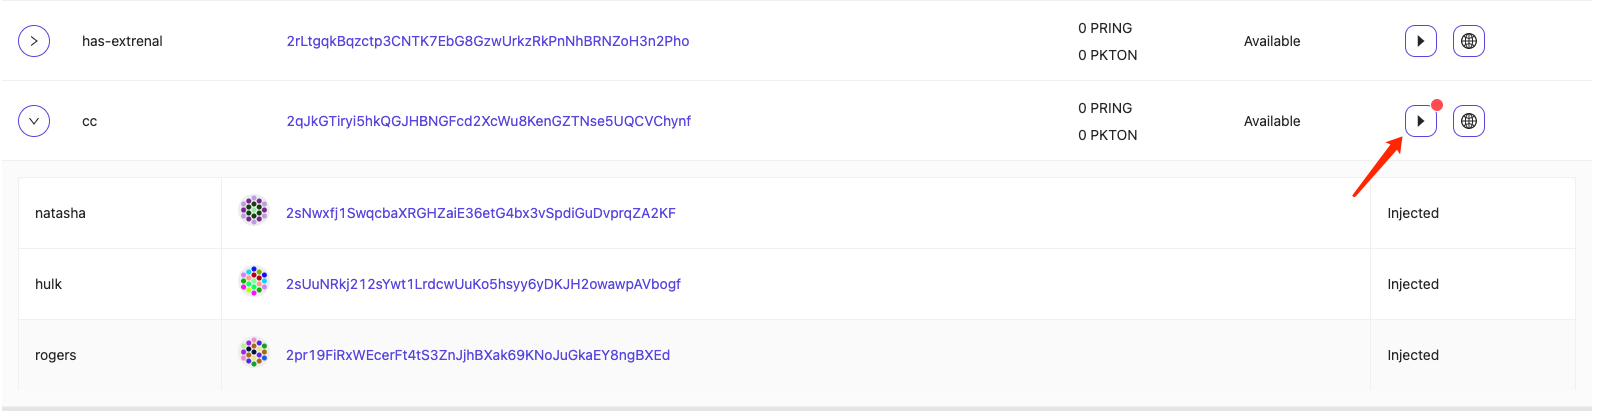 has-extrenal 2rLtgqkBqzctp3CNTK7EbG8GzwUrkzRkPnNhBRNZoH3n2Pho 0 PRING Available
0 PKTON
cc 2qJkGTiryi5hkQGJHBNGFcd2XcWu8KenGZTNse5UQCVChynf 0 PRING Available
0 PKTON
natasha 2sNwxfj1SwqcbaXRGHZaiE36etG4bx3vSpdiGuDvprqZA2KF Injected
hulk 2sUuNRkj212sYwt1LrdcwUuKo5hsyy6yDKJH2owawpAVbogf Injected
rogers 2pr19FiRxWEcerFt4tS3ZnJjhBXak69KNoJuGkaEY8ngBXEd Injected